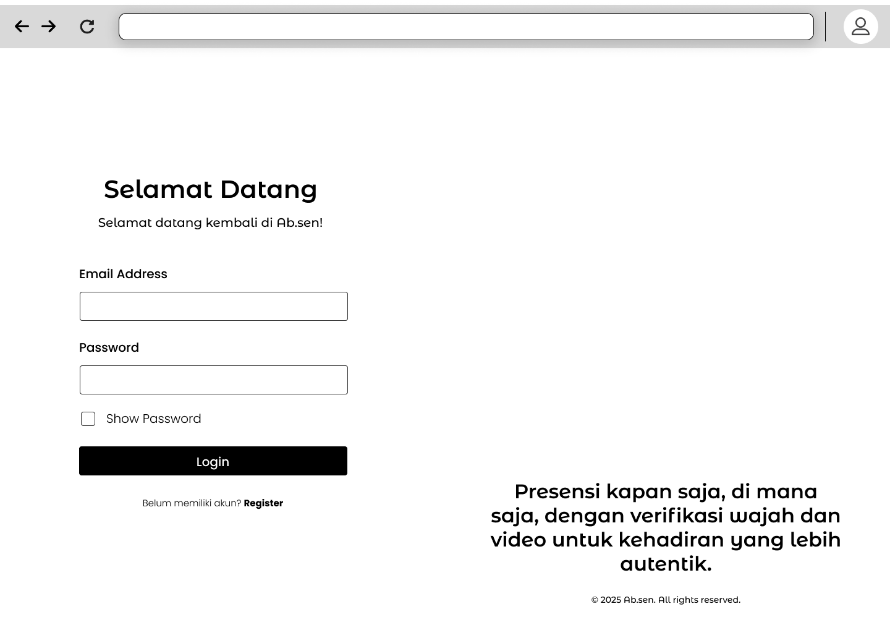 Selamat Datang
Selamat datang kembali di Ab.sen!
Email Address
Password
Show Password
Login
Belum memiliki akun? Register
Presensi kapan saja, di mana
saja, dengan verifikasi wajah dan
video untuk kehadiran yang lebih
autentik.
© 2025 Ab.sen. All rights reserved.